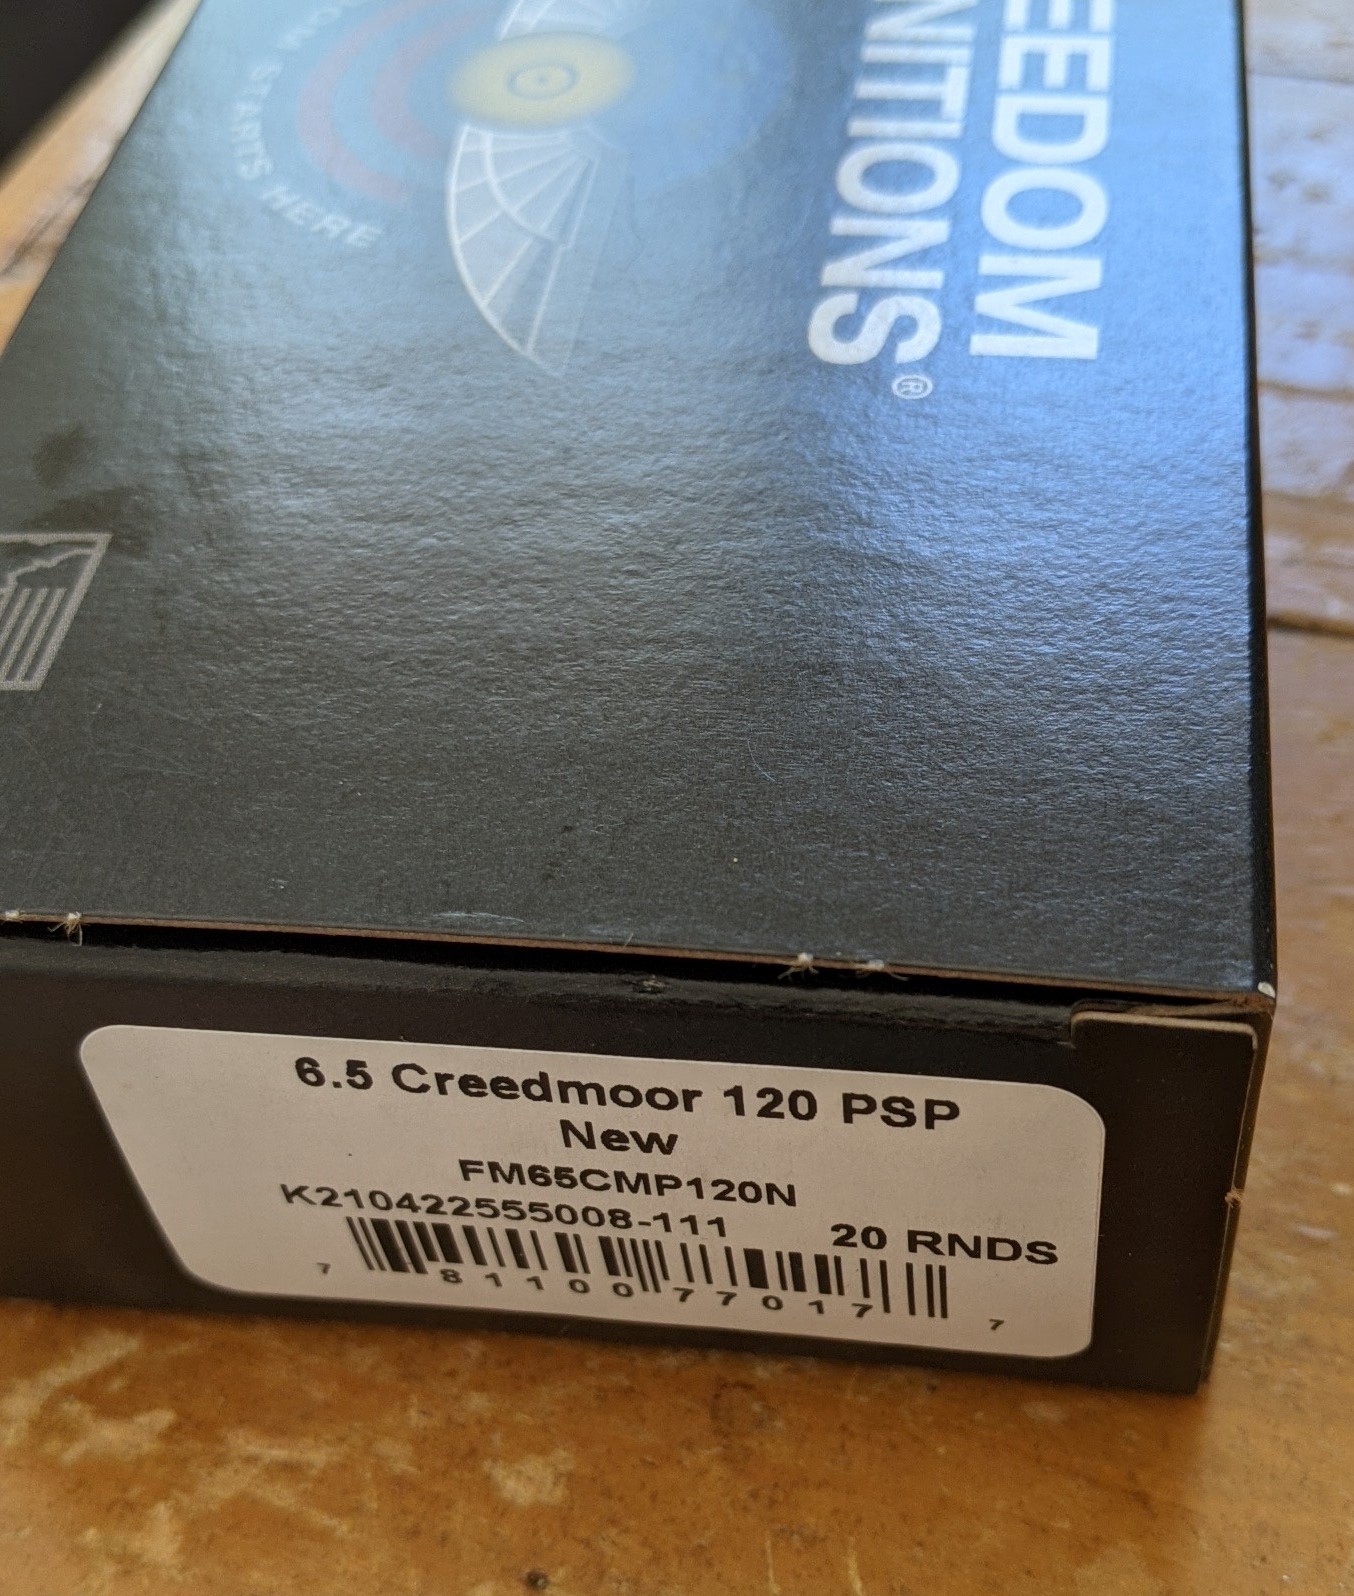 EEDOM
NITIONS®
STARTS HERE
6.5 Creedmoor 120 PSP
New
FM65CMP120N
K210422555008-111
20 RNDS
7 81100 77017 7